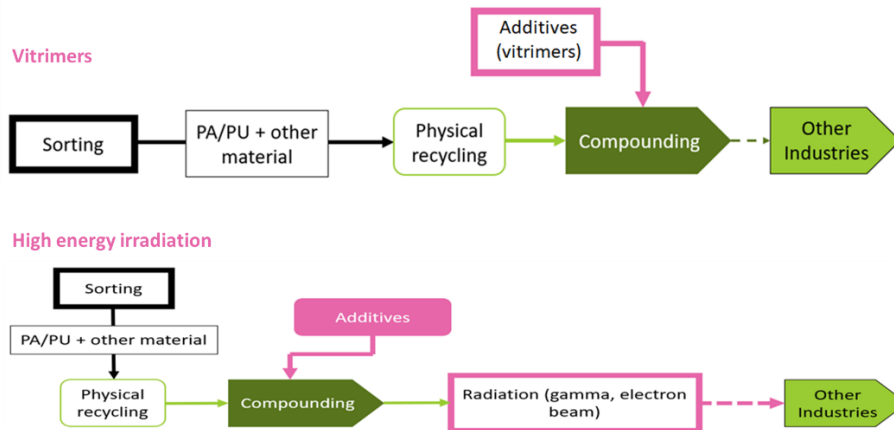 Vitrimers
Additives
(vitrimers)
Sorting
PA/PU + other
material
Physical
recycling
Compounding
Other
Industries
High energy irradiation
Sorting
PA/PU + other material
Additives
Physical
recycling
Compounding
Radiation (gamma, electron
beam)
Other
Industries